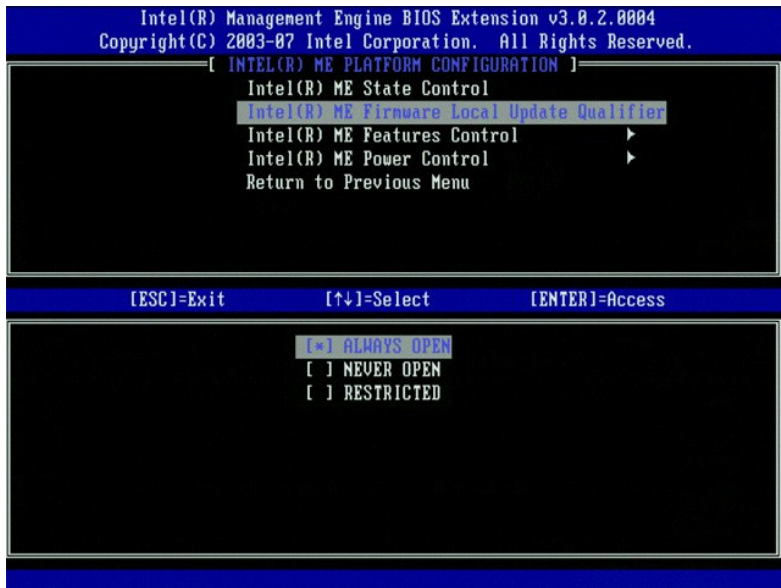 Intel(R) Management Engine BIOS Extension v3.0.2.0004
Copyright(C) 2003-07 Intel Corporation. All Rights Reserved.
[ INTEL(R) ME PLATFORM CONFIGURATION ]
Intel(R) ME State Control
Intel(R) ME Firmware Local Update Qualifier
Intel(R) ME Features Control ►
Intel(R) ME Power Control ►
Return to Previous Menu
[ESC]=Exit [↑↓]=Select [ENTER]=Access
[*] ALWAYS OPEN
[ ] NEVER OPEN
[ ] RESTRICTED